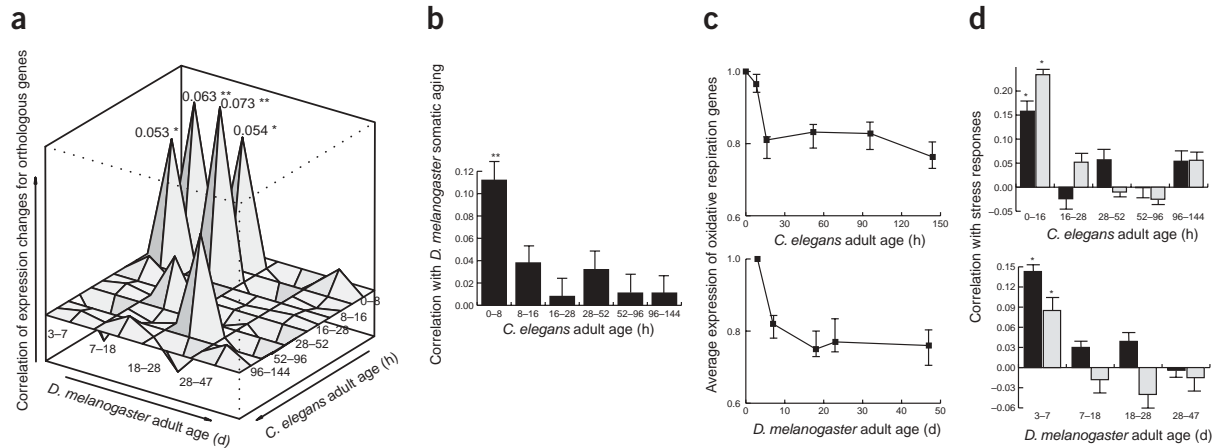 a
Correlation of expression changes for orthologous genes
0.063 **
0.073 **
0.053 *
0.054 *
3–7
7–18
18–28
28–47
0–8
8–16
16–28
28–52
52–96
96–144
D. melanogaster adult age (d)
C. elegans adult age (h)
b
Correlation with D. melanogaster somatic aging
**
0.12
0.10
0.08
0.06
0.04
0.02
0.00
0–8 8–16 16–28 28–52 52–96 96–144
C. elegans adult age (h)
c
Average expression of oxidative respiration genes
1.0
0.8
0.6
0 30 60 90 120 150
C. elegans adult age (h)
1.0
0.8
0.6
0 10 20 30 40 50
D. melanogaster adult age (d)
d
Correlation with stress responses
* *
0.20
0.15
0.10
0.05
0.00
–0.05
0–16 16–28 28–52 52–96 96–144
C. elegans adult age (h)
* *
0.15
0.12
0.09
0.06
0.03
0.00
–0.03
–0.06
3–7 7–18 18–28 28–47
D. melanogaster adult age (d)